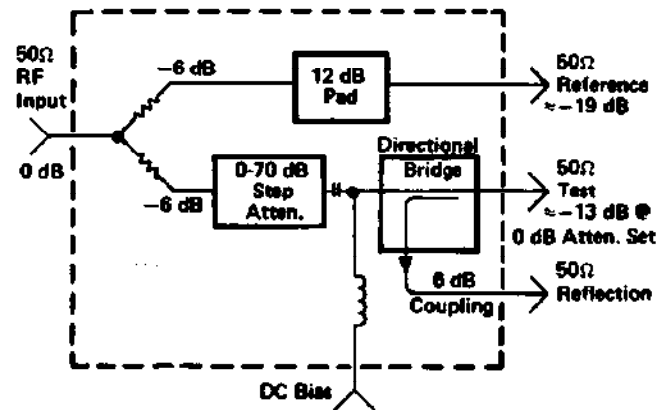 50Ω
RF
Input
0 dB
–6 dB
12 dB
Pad
50Ω
Reference
≈ –19 dB
–6 dB
0-70 dB
Step
Atten.
Directional
Bridge
50Ω
Test
≈ –13 dB @
0 dB Atten. Set
6 dB
Coupling
50Ω
Reflection
DC Bias